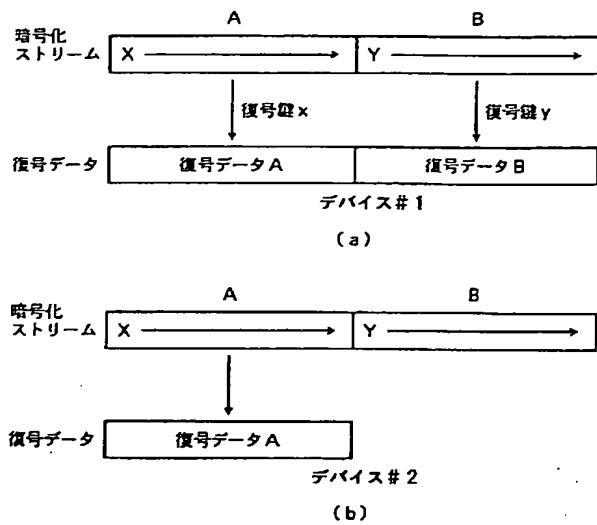 A B
暗号化
ストリーム X Y
復号鍵x 復号鍵y
復号データ 復号データA 復号データB
デバイス#1
(a)
A B
暗号化
ストリーム X Y
復号データ 復号データA
デバイス#2
(b)